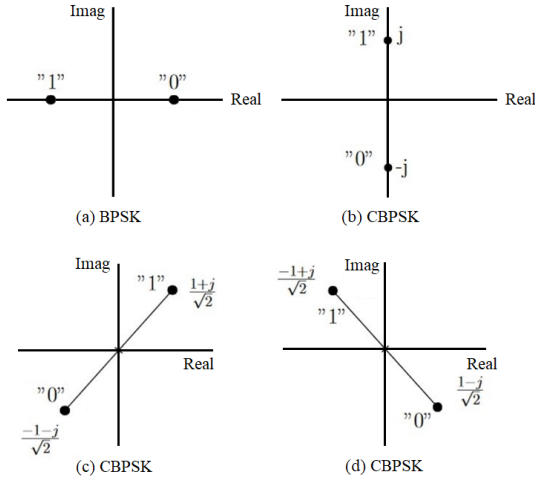 Imag
"1"
"0"
Real
(a) BPSK
Imag
"1"
j
Real
"0"
-j
(b) CBPSK
Imag
"1"
1+j
√2
Real
"0"
-1-j
√2
(c) CBPSK
-1+j
√2
Imag
"1"
Real
1-j
√2
"0"
(d) CBPSK